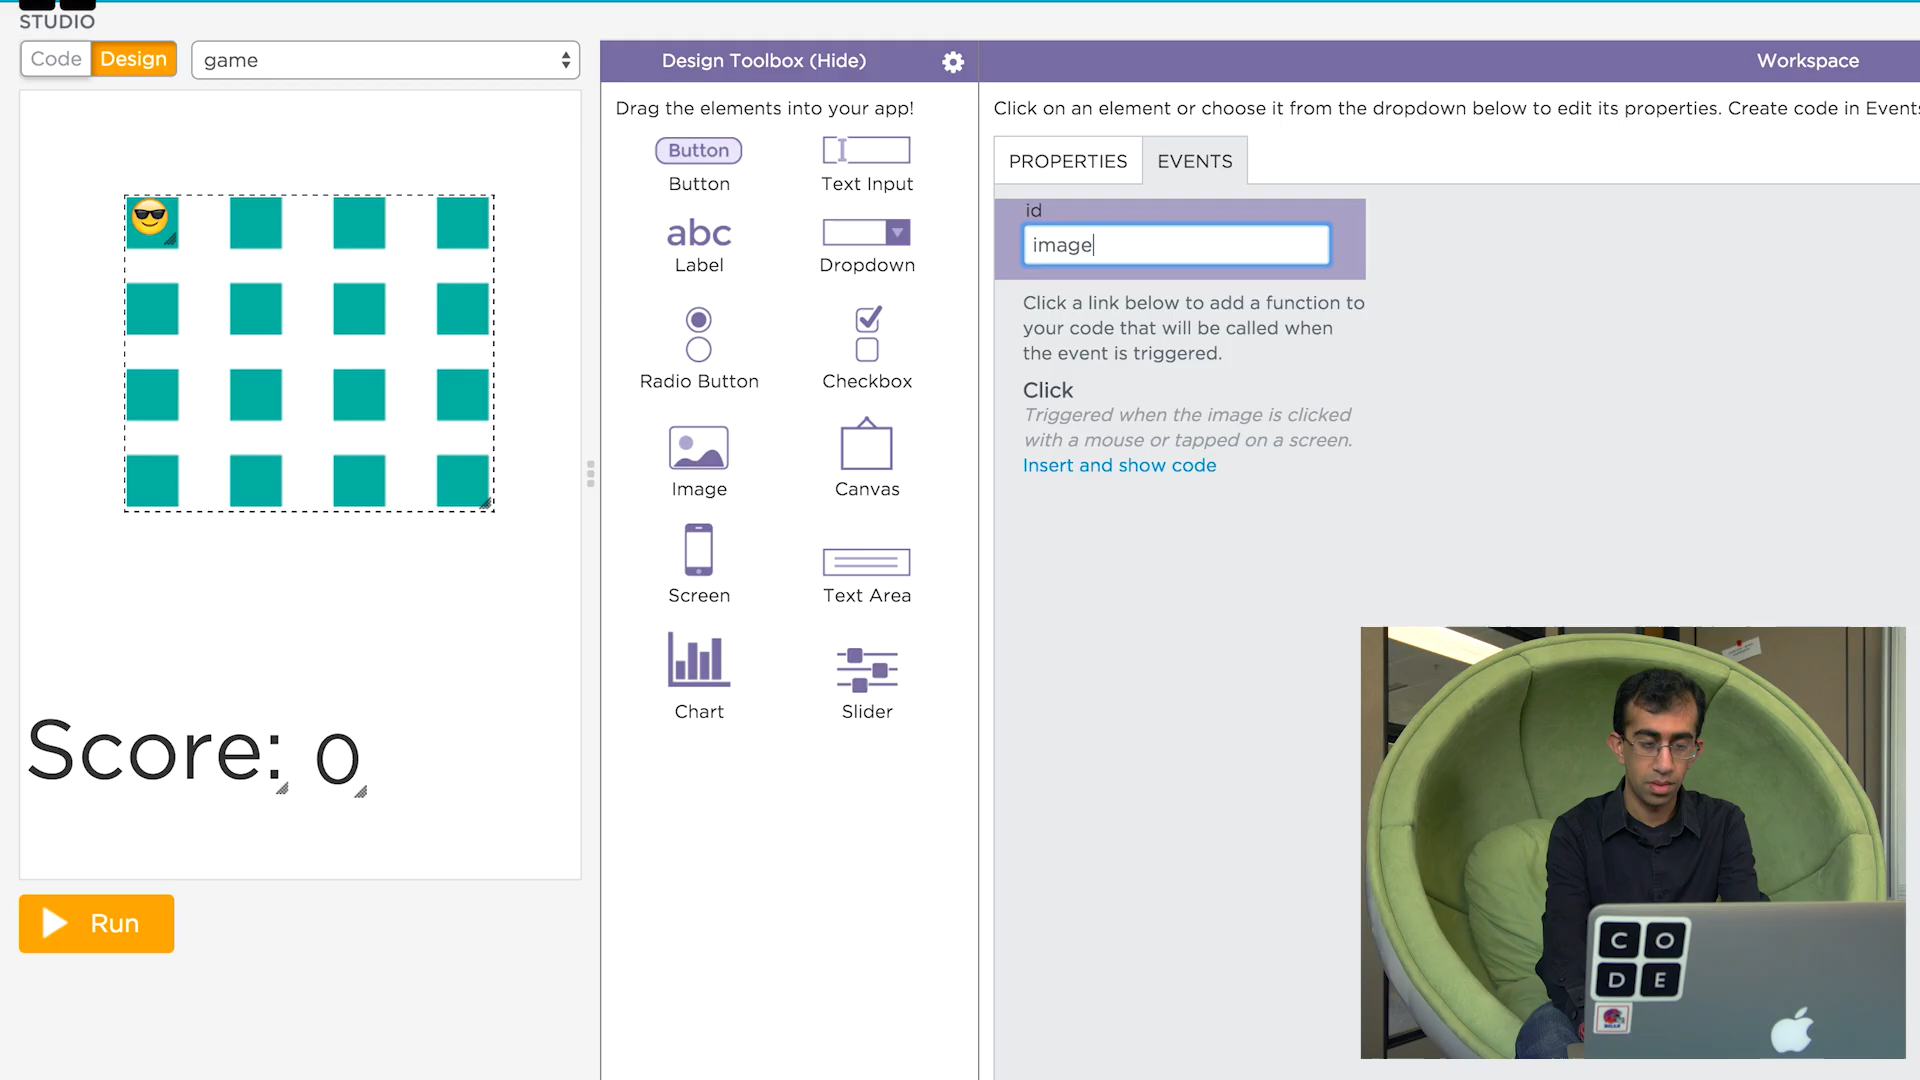 STUDIO
Code
Design
game
Design Toolbox (Hide)
Workspace
Drag the elements into your app!
Click on an element or choose it from the dropdown below to edit its properties. Create code in Events
Button
Button
Text Input
abc
Label
Dropdown
Radio Button
Checkbox
Image
Canvas
Screen
Text Area
Chart
Slider
PROPERTIES
EVENTS
id
image
Click a link below to add a function to
your code that will be called when
the event is triggered.
Click
Triggered when the image is clicked
with a mouse or tapped on a screen.
Insert and show code
Score: 0
Run
C O
D E
BILLS